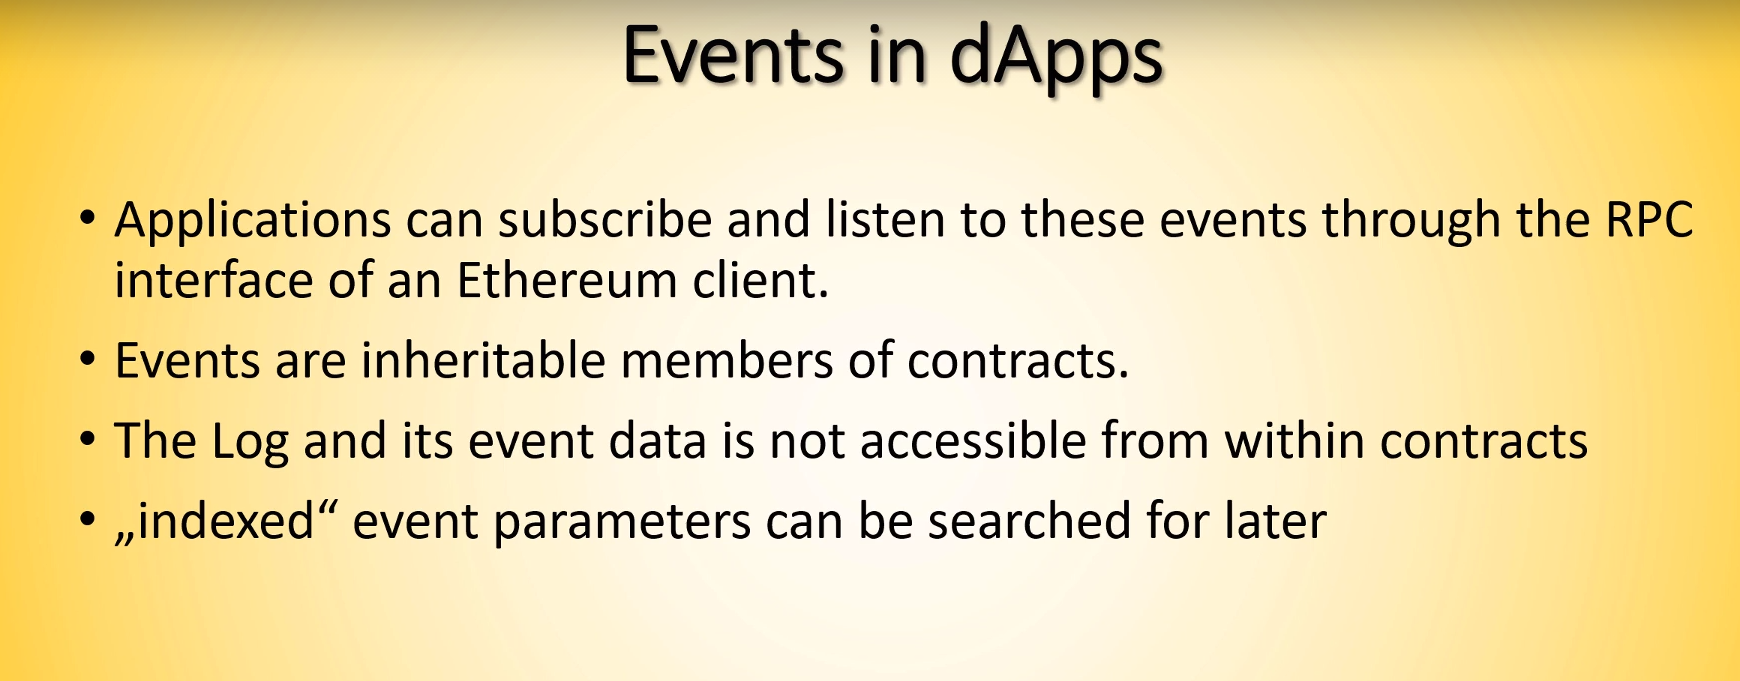 Events in dApps
• Applications can subscribe and listen to these events through the RPC
interface of an Ethereum client.
• Events are inheritable members of contracts.
• The Log and its event data is not accessible from within contracts
• „indexed“ event parameters can be searched for later